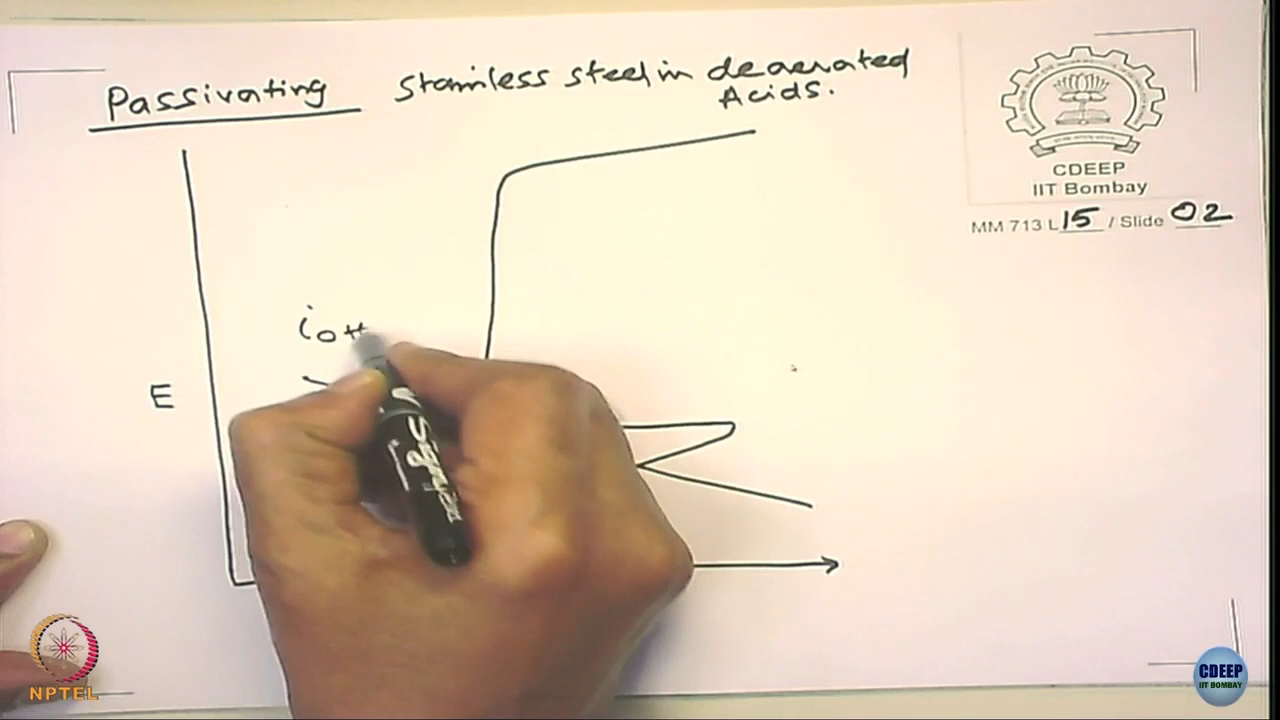 Passivating stainless steel in deaerated
Acids.
CDEEP
IIT Bombay
MM 713 L 15 / Slide 02
E
NPTEL
CDEEP
IIT BOMBAY